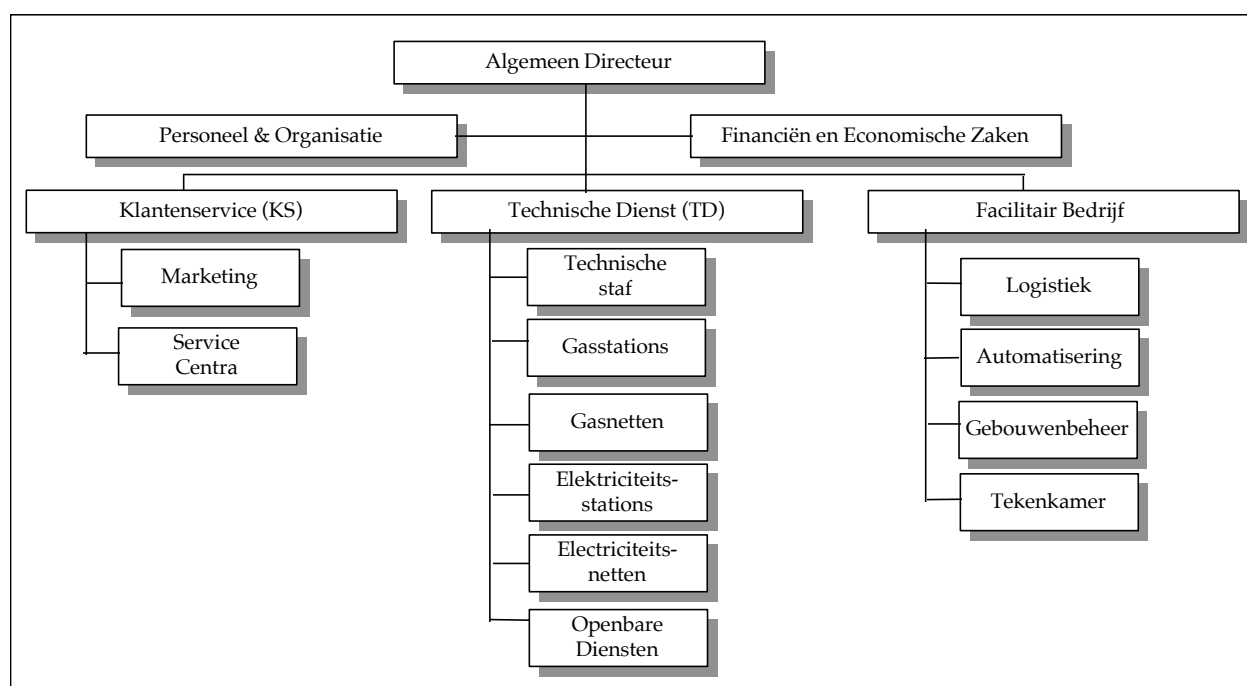 Algemeen Directeur
Personeel & Organisatie
Financiën en Economische Zaken
Klantenservice (KS)
Technische Dienst (TD)
Facilitair Bedrijf
Marketing
Service
Centra
Technische
staf
Gasstations
Gasnetten
Elektriciteits-
stations
Electriciteits-
netten
Openbare
Diensten
Logistiek
Automatisering
Gebouwenbeheer
Tekenkamer